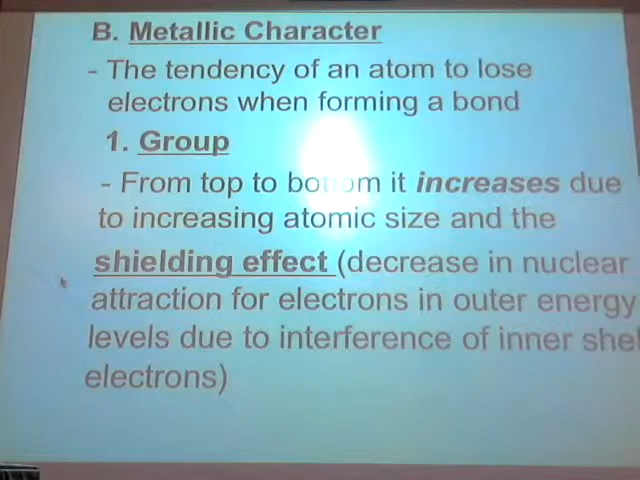 B. Metallic Character
- The tendency of an atom to lose
electrons when forming a bond
1. Group
- From top to bottom it increases due
to increasing atomic size and the
shielding effect (decrease in nuclear
attraction for electrons in outer energy
levels due to interference of inner shel
electrons)